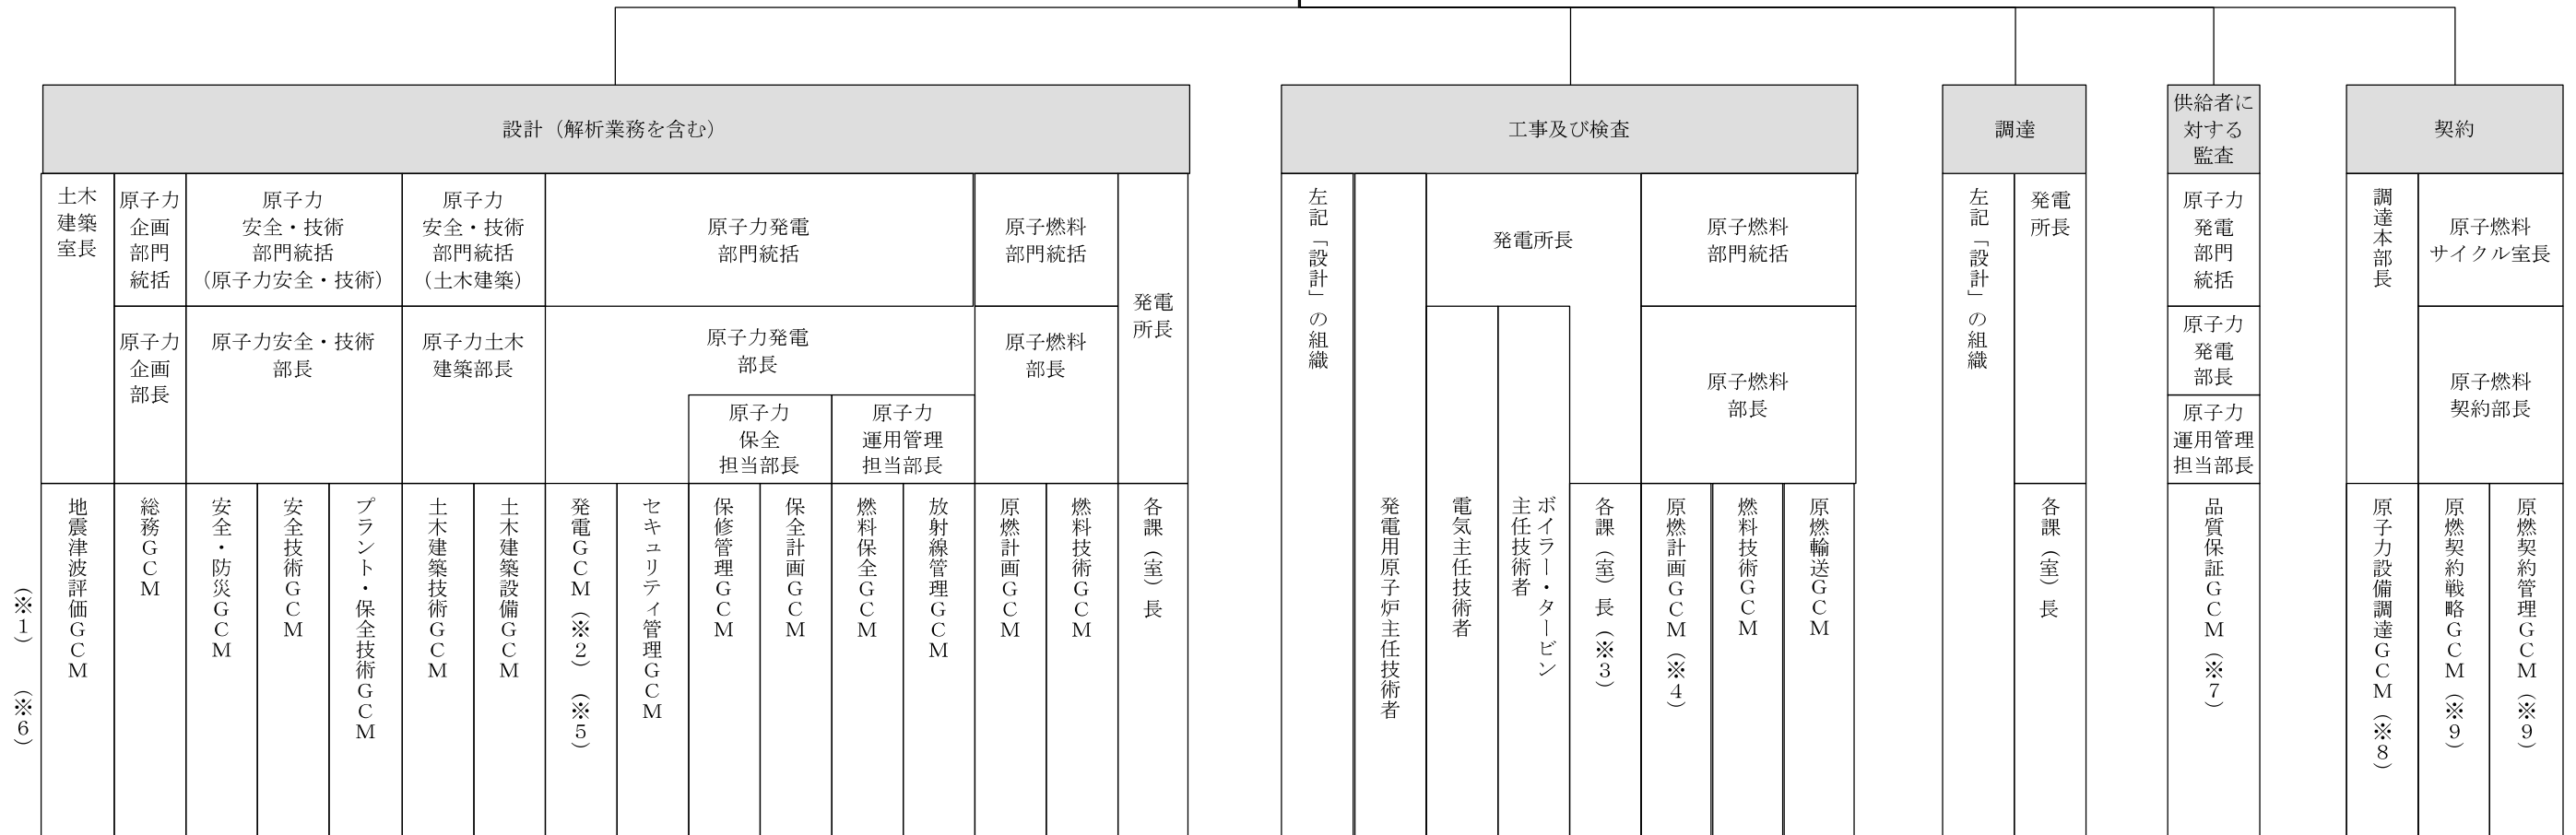 設計（解析業務を含む）
土木
建築
室長
原子力
企画
部門
統括
原子力
安全・技術
部門統括
（原子力安全・技術）
原子力
安全・技術
部門統括
（土木建築）
原子力発電
部門統括
原子燃料
部門統括
発電
所長
原子力
企画
部長
原子力安全・技術
部長
原子力土木
建築部長
原子力発電
部長
原子燃料
部長
原子力
保全
担当部長
原子力
運用管理
担当部長
（※１）（※６）
地震津波評価ＧＣＭ
総務ＧＣＭ
安全・防災ＧＣＭ
安全技術ＧＣＭ
プラント・保全技術ＧＣＭ
土木建築技術ＧＣＭ
土木建築設備ＧＣＭ
発電ＧＣＭ（※２）（※５）
セキュリティ管理ＧＣＭ
保修管理ＧＣＭ
保全計画ＧＣＭ
燃料保全ＧＣＭ
放射線管理ＧＣＭ
原燃計画ＧＣＭ
燃料技術ＧＣＭ
各課（室）長
工事及び検査
左記「設計」の組織
発電用原子炉主任技術者
発電所長
電気主任技術者
ボイラー・タービン
主任技術者
各課（室）長（※３）
原子燃料
部門統括
原子燃料
部長
原燃計画ＧＣＭ（※４）
燃料技術ＧＣＭ
原燃輸送ＧＣＭ
調達
左記「設計」の組織
発電
所長
各課（室）長
供給者に
対する
監査
原子力
発電
部門
統括
原子力
発電
部長
原子力
運用管理
担当部長
品質保証ＧＣＭ（※７）
契約
調達本部長
原子燃料
サイクル室長
原子燃料
契約部長
原子力設備調達ＧＣＭ（※８）
原燃契約戦略ＧＣＭ（※９）
原燃契約管理ＧＣＭ（※９）